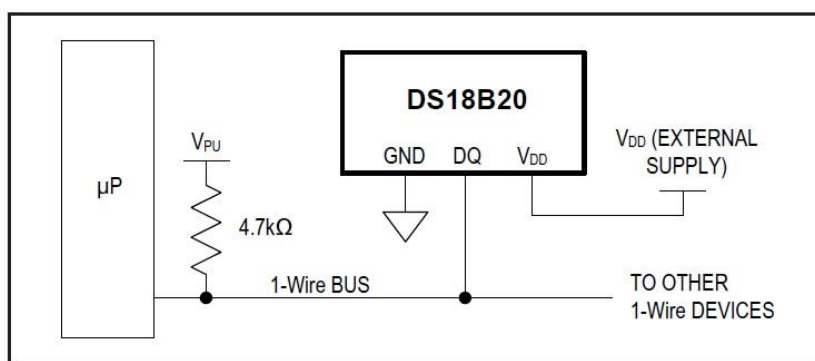 DS18B20
GND DQ VDD
VDD (EXTERNAL
SUPPLY)
VPU
µP
4.7kΩ
1-Wire BUS
TO OTHER
1-Wire DEVICES